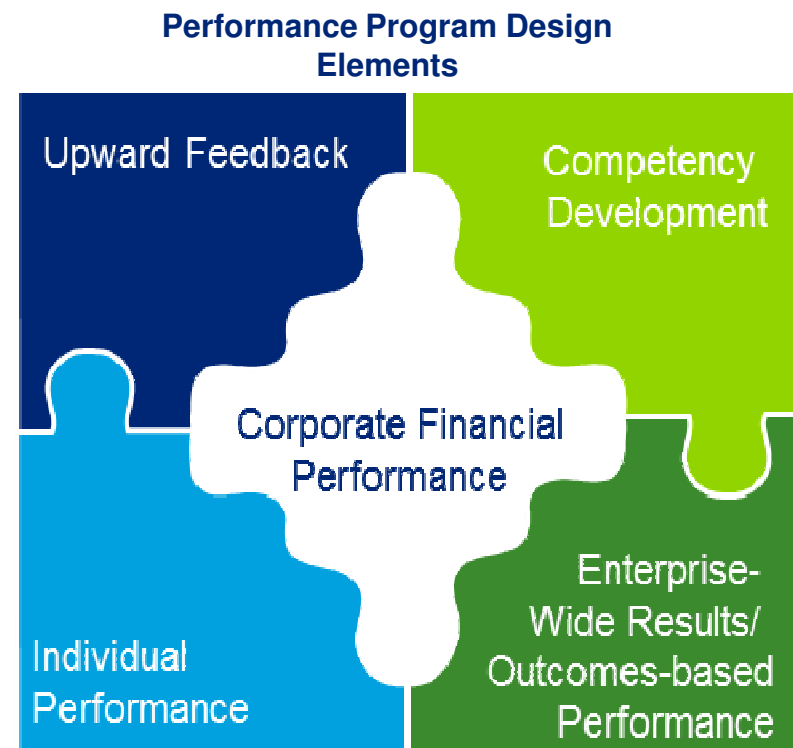 Performance Program Design
Elements
Upward Feedback
Competency
Development
Corporate Financial
Performance
Individual
Performance
Enterprise-
Wide Results/
Outcomes-based
Performance